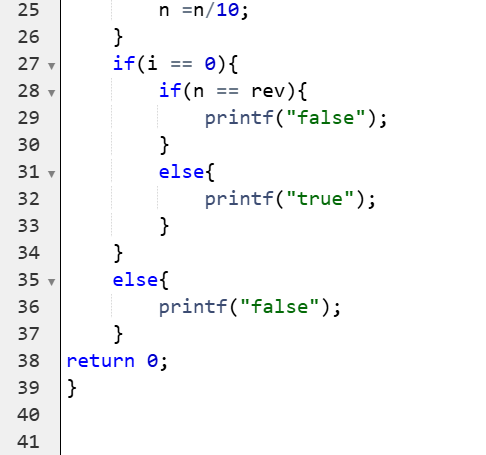 25 n =n/10;
26 }
27 if(i == 0){
28 if(n == rev){
29 printf("false");
30 }
31 else{
32 printf("true");
33 }
34 }
35 else{
36 printf("false");
37 }
38 return 0;
39 }
40
41